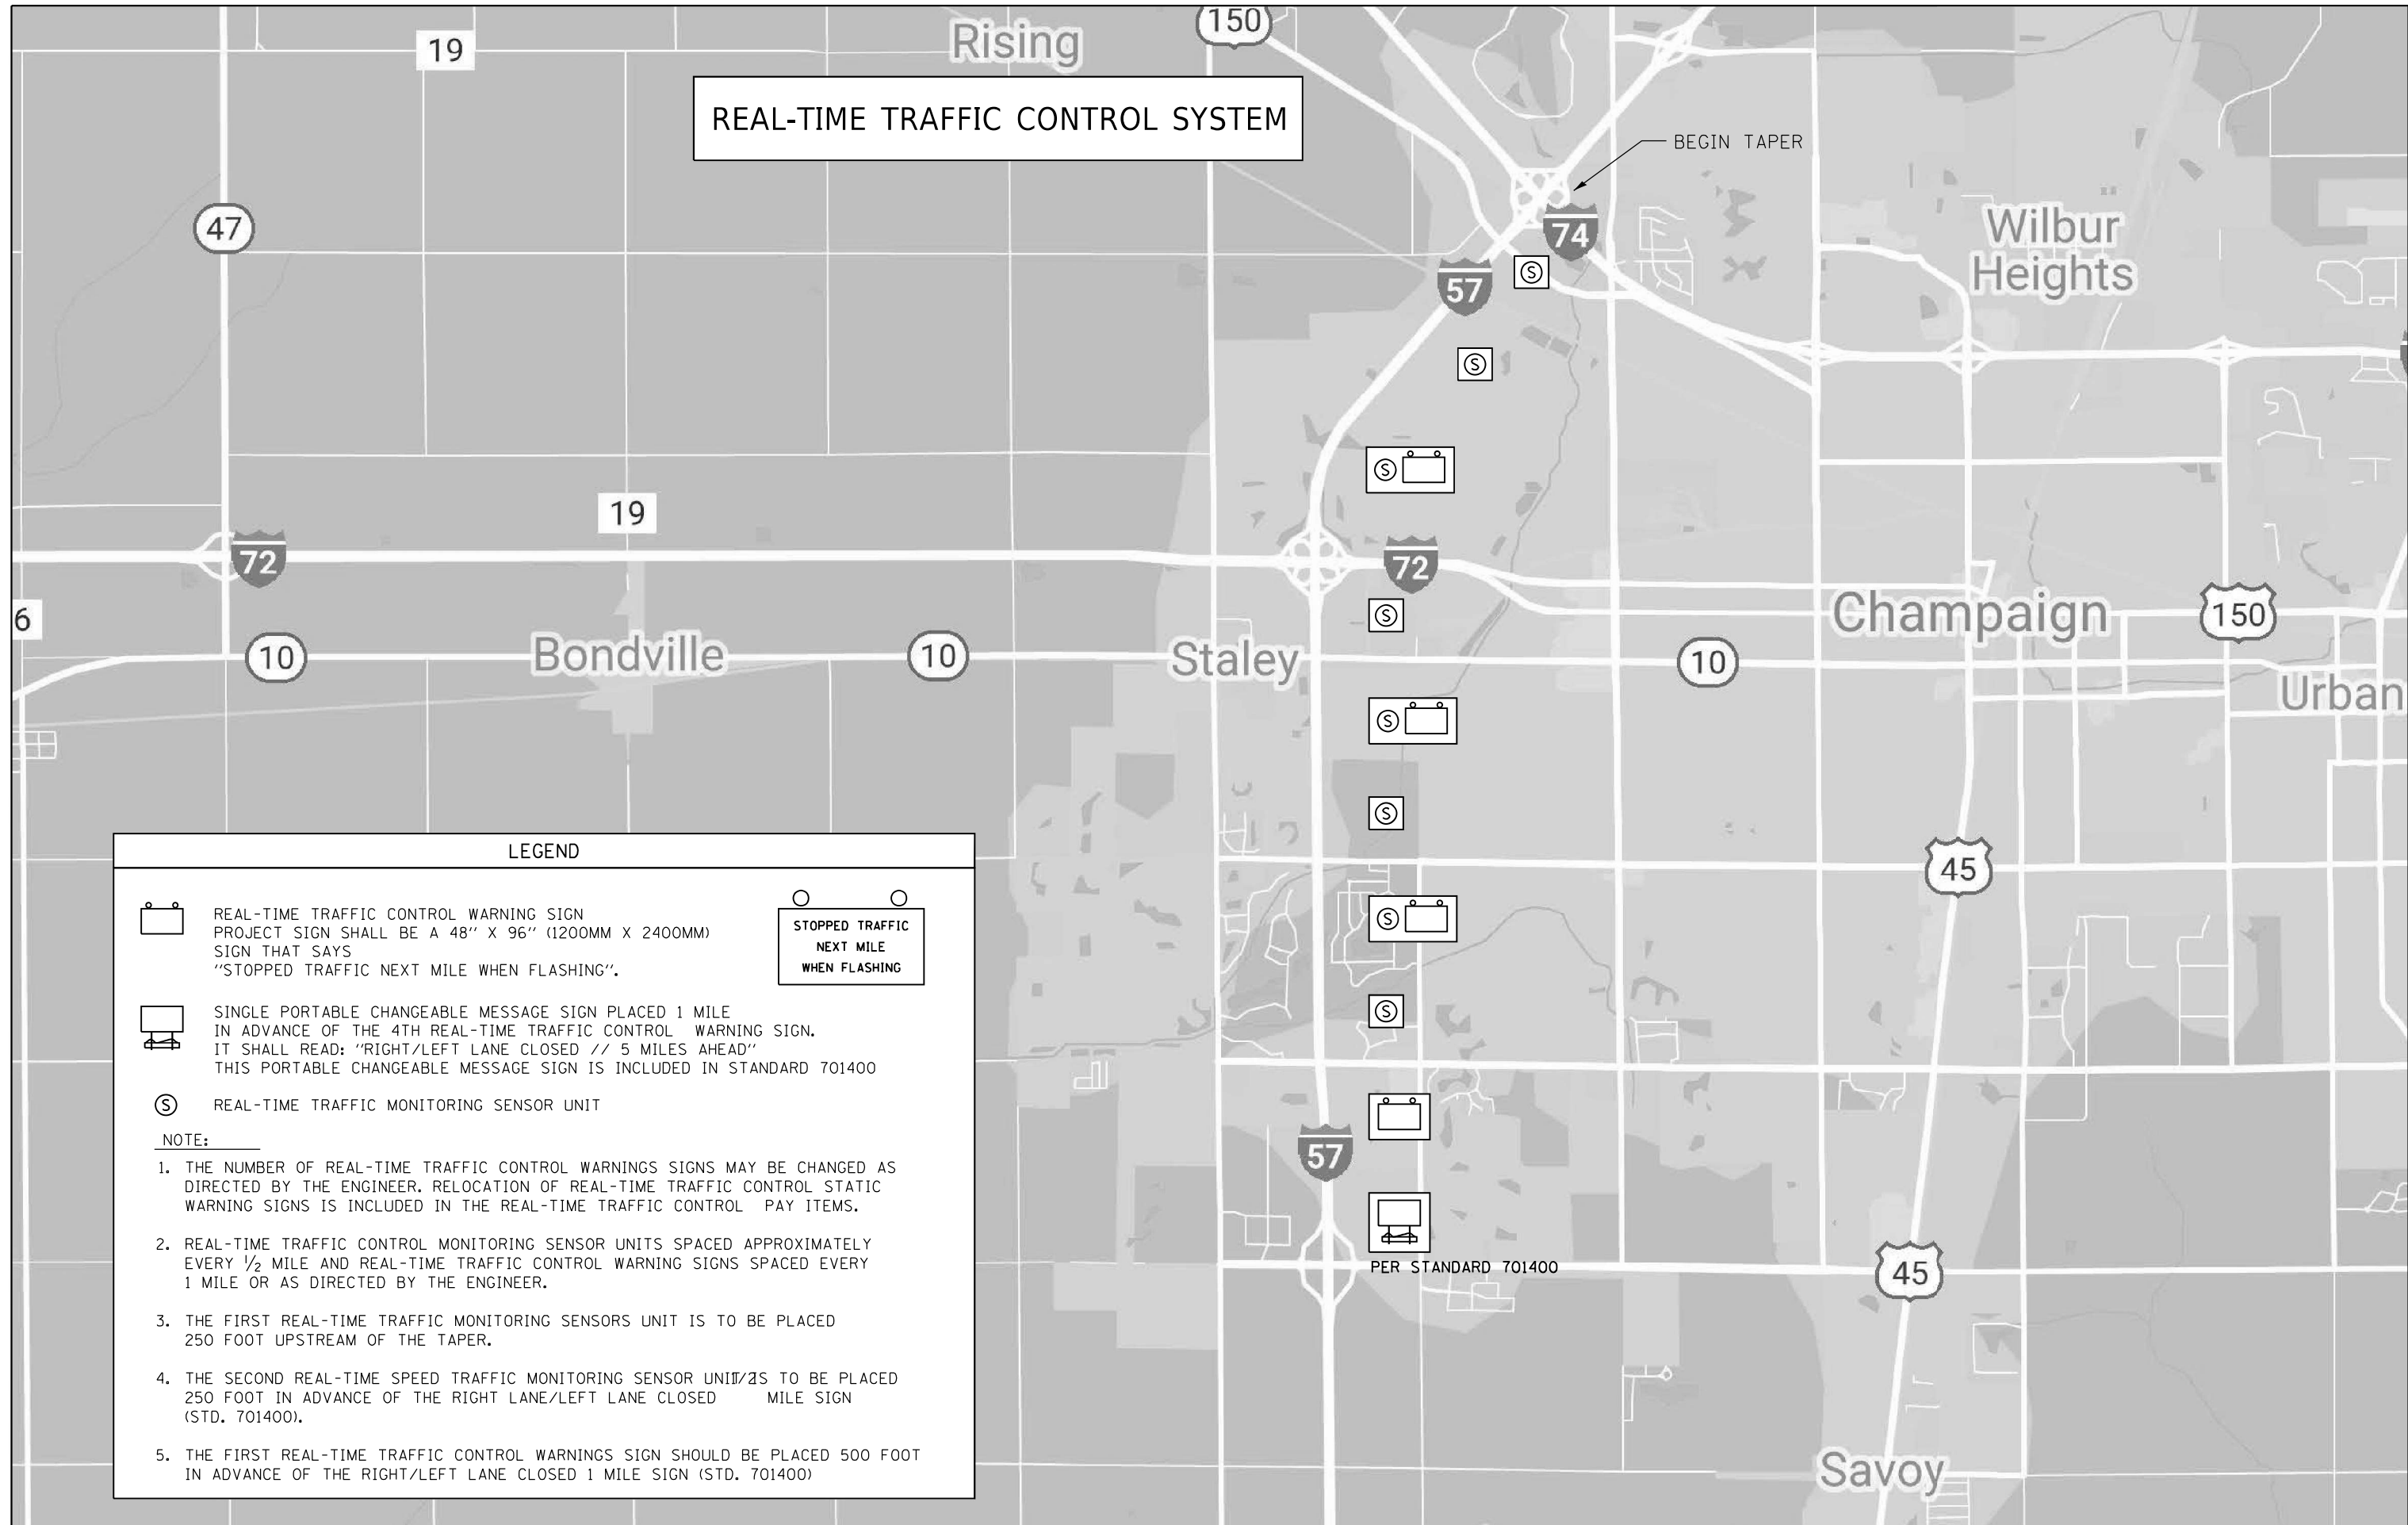 150
19
Rising
REAL-TIME TRAFFIC CONTROL SYSTEM
BEGIN TAPER
47
74
Wilbur
Heights
S
57
S
S
19
72
72
S
6
Champaign
150
10
Bondville
10
Staley
10
Urban
S
S
45
S
S
57
PER STANDARD 701400
45
Savoy
LEGEND
REAL-TIME TRAFFIC CONTROL WARNING SIGN
PROJECT SIGN SHALL BE A 48" X 96" (1200MM X 2400MM)
SIGN THAT SAYS
"STOPPED TRAFFIC NEXT MILE WHEN FLASHING".
STOPPED TRAFFIC
NEXT MILE
WHEN FLASHING
SINGLE PORTABLE CHANGEABLE MESSAGE SIGN PLACED 1 MILE
IN ADVANCE OF THE 4TH REAL-TIME TRAFFIC CONTROL WARNING SIGN.
IT SHALL READ: "RIGHT/LEFT LANE CLOSED // 5 MILES AHEAD"
THIS PORTABLE CHANGEABLE MESSAGE SIGN IS INCLUDED IN STANDARD 701400
S REAL-TIME TRAFFIC MONITORING SENSOR UNIT
NOTE:
1. THE NUMBER OF REAL-TIME TRAFFIC CONTROL WARNINGS SIGNS MAY BE CHANGED AS
DIRECTED BY THE ENGINEER. RELOCATION OF REAL-TIME TRAFFIC CONTROL STATIC
WARNING SIGNS IS INCLUDED IN THE REAL-TIME TRAFFIC CONTROL PAY ITEMS.
2. REAL-TIME TRAFFIC CONTROL MONITORING SENSOR UNITS SPACED APPROXIMATELY
EVERY 1/2 MILE AND REAL-TIME TRAFFIC CONTROL WARNING SIGNS SPACED EVERY
1 MILE OR AS DIRECTED BY THE ENGINEER.
3. THE FIRST REAL-TIME TRAFFIC MONITORING SENSORS UNIT IS TO BE PLACED
250 FOOT UPSTREAM OF THE TAPER.
4. THE SECOND REAL-TIME SPEED TRAFFIC MONITORING SENSOR UNIT IS TO BE PLACED
250 FOOT IN ADVANCE OF THE RIGHT LANE/LEFT LANE CLOSED MILE SIGN
(STD. 701400).
5. THE FIRST REAL-TIME TRAFFIC CONTROL WARNINGS SIGN SHOULD BE PLACED 500 FOOT
IN ADVANCE OF THE RIGHT/LEFT LANE CLOSED 1 MILE SIGN (STD. 701400)